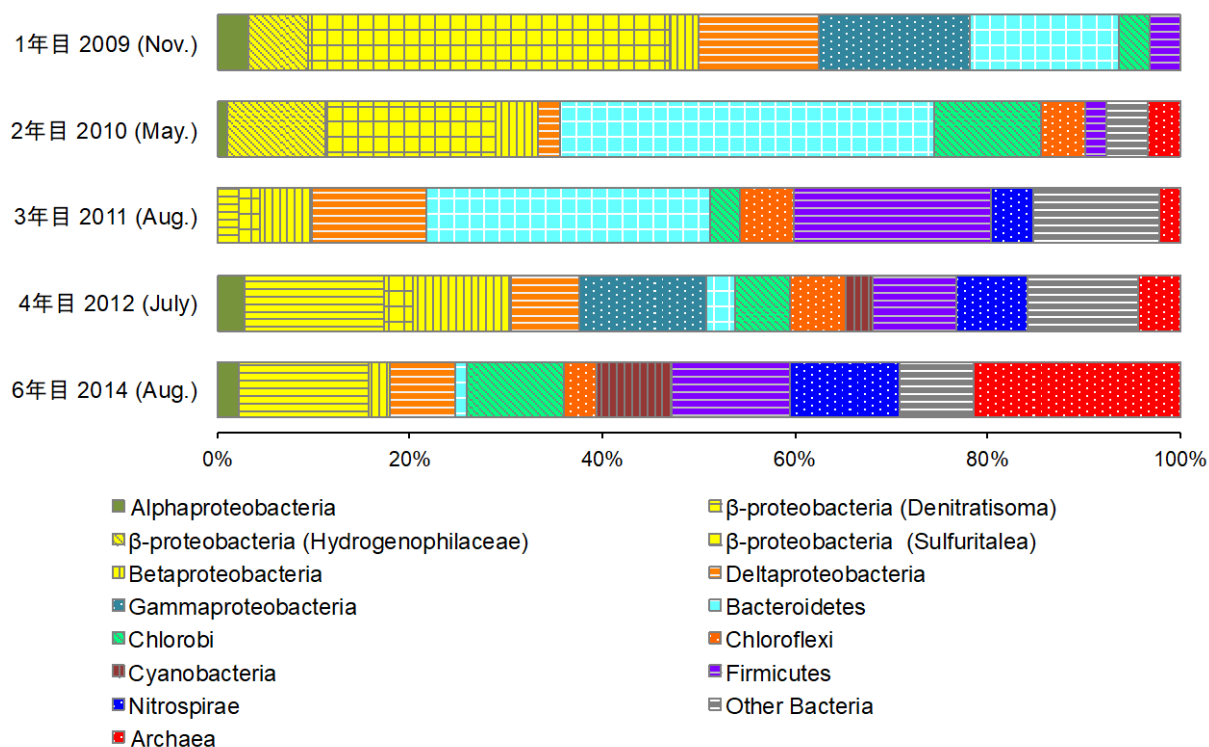 1年目 2009 (Nov.)
2年目 2010 (May.)
3年目 2011 (Aug.)
4年目 2012 (July)
6年目 2014 (Aug.)
0% 20% 40% 60% 80% 100%
Alphaproteobacteria
β-proteobacteria (Denitratisoma)
β-proteobacteria (Hydrogenophilaceae)
β-proteobacteria (Sulfuritalea)
Betaproteobacteria
Deltaproteobacteria
Gammaproteobacteria
Bacteroidetes
Chlorobi
Chloroflexi
Cyanobacteria
Firmicutes
Nitrospirae
Other Bacteria
Archaea